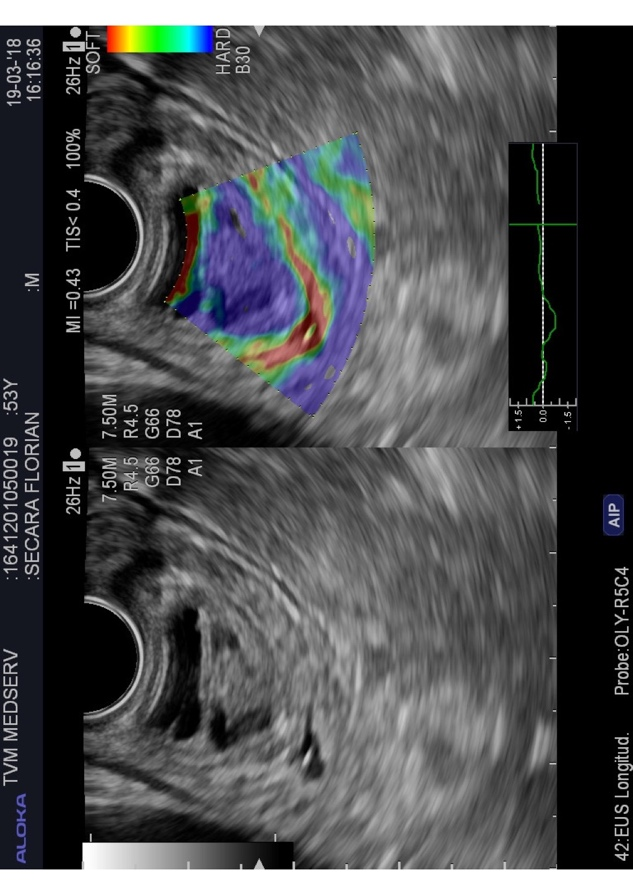 ALOKA TVM MEDSERV :1641201050019 :53Y :M 19-03-'18
:SECARA FLORIAN 16:16:36
MI =0.43 TIS< 0.4 100%
26Hz 1
7.50M
R4.5
G66
D78
A1
26Hz 1
SOFT
HARD
B30
7.50M
R4.5
G66
D78
A1
+1.5
0.0
-1.5
AIP
42:EUS Longitud. Probe:OLY-R5C4